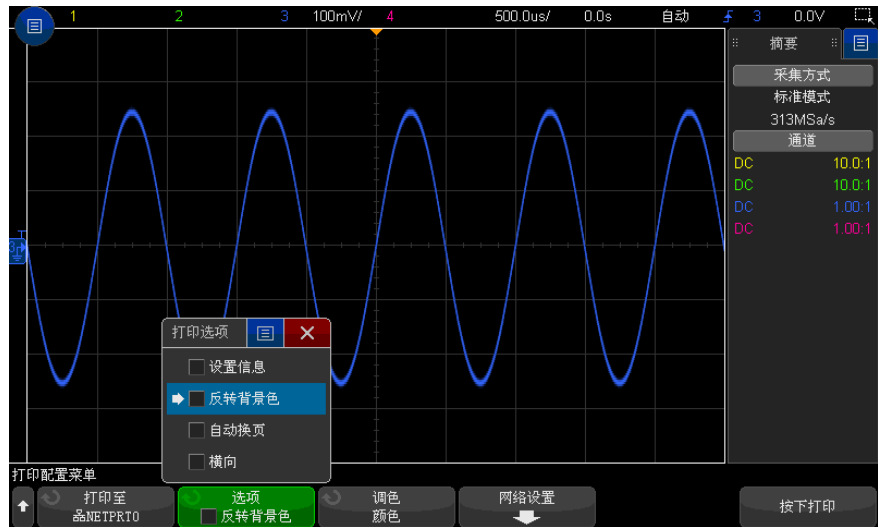 1 2 3 100mV/ 4 500.0us/ 0.0s 自动 3 0.0V
摘要
采集方式
标准模式
313MSa/s
通道
DC 10.0:1
DC 10.0:1
DC 1.00:1
DC 1.00:1
T
3
打印选项
设置信息
反转背景色
自动换页
横向
打印配置菜单
打印至
NETPRT0
选项
反转背景色
调色
颜色
网络设置
按下打印